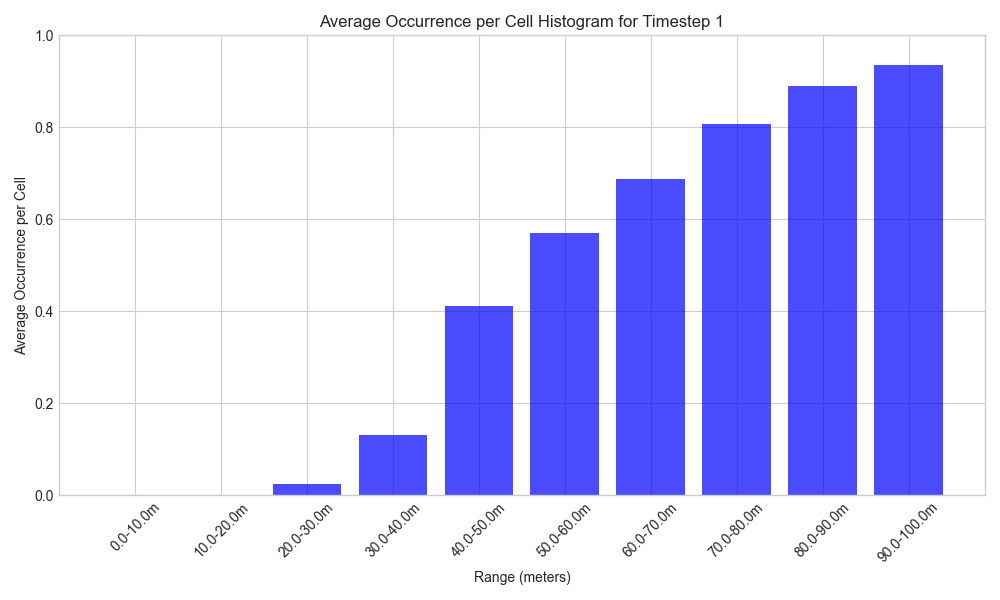 Average Occurrence per Cell Histogram for Timestep 1
1.0
0.8
0.6
0.4
0.2
0.0
Average Occurrence per Cell
0.0-10.0m
10.0-20.0m
20.0-30.0m
30.0-40.0m
40.0-50.0m
50.0-60.0m
60.0-70.0m
70.0-80.0m
80.0-90.0m
90.0-100.0m
Range (meters)